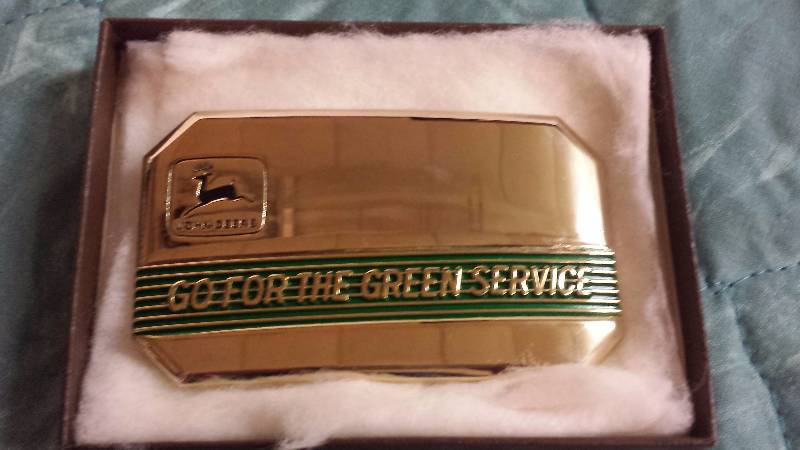 JOHN DEERE
GO FOR THE GREEN SERVICE